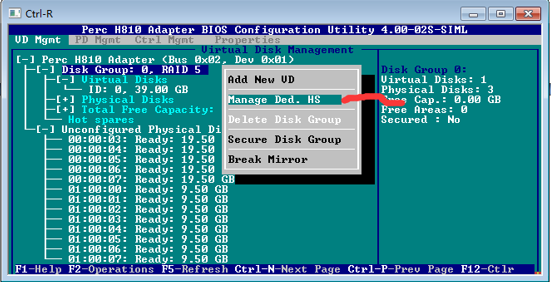 Ctrl-R
Perc H810 Adapter BIOS Configuration Utility 4.00-02S-SIML
VD Mgmt PD Mgmt Ctrl Mgmt Properties
Virtual Disk Management
[-] Perc H810 Adapter (Bus 0x02, Dev 0x01)
[-] Disk Group: 0, RAID 5
[-] Virtual Disks
ID: 0, 39.00 GB
[+] Physical Disks
[+] Total Free Capacity:
Hot spares
[-] Unconfigured Physical Di
00:00:03: Ready: 19.50
00:00:04: Ready: 19.50
00:00:05: Ready: 19.50
00:00:06: Ready: 19.50
00:00:07: Ready: 19.50 GB
01:00:00: Ready: 9.50 GB
01:00:01: Ready: 9.50 GB
01:00:02: Ready: 9.50 GB
01:00:03: Ready: 9.50 GB
01:00:04: Ready: 9.50 GB
01:00:05: Ready: 9.50 GB
01:00:06: Ready: 9.50 GB
01:00:07: Ready: 9.50 GB
Add New VD
Manage Ded. HS
Delete Disk Group
Secure Disk Group
Break Mirror
Disk Group 0:
Virtual Disks: 1
Physical Disks: 3
Cap.: 0.00 GB
Free Areas: 0
Secured : No
F1-Help F2-Operations F5-Refresh Ctrl-N-Next Page Ctrl-P-Prev Page F12-Ctlr